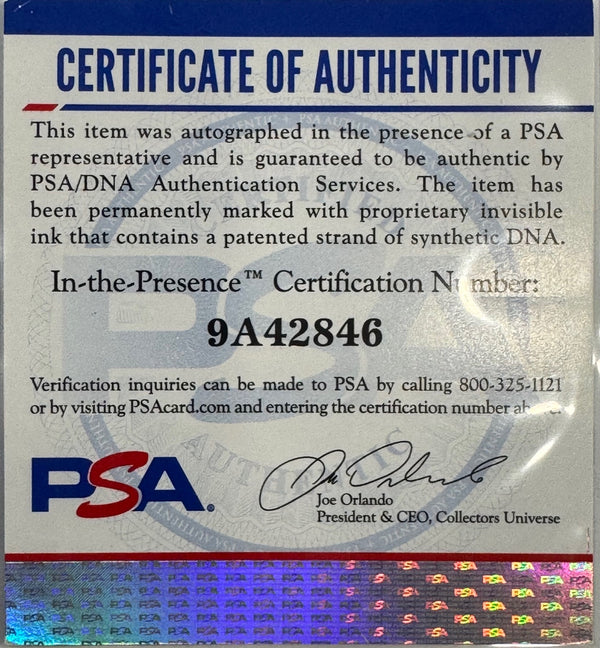 CERTIFICATE OF AUTHENTICITY
This item was autographed in the presence of a PSA
representative and is guaranteed to be authentic by
PSA/DNA Authentication Services. The item has
been permanently marked with proprietary invisible
ink that contains a patented strand of synthetic DNA.
In-the-Presence™ Certification Number:
9A42846
Verification inquiries can be made to PSA by calling 800-325-1121
or by visiting PSAcard.com and entering the certification number
PSA
Joe Orlando
President & CEO, Collectors Universe